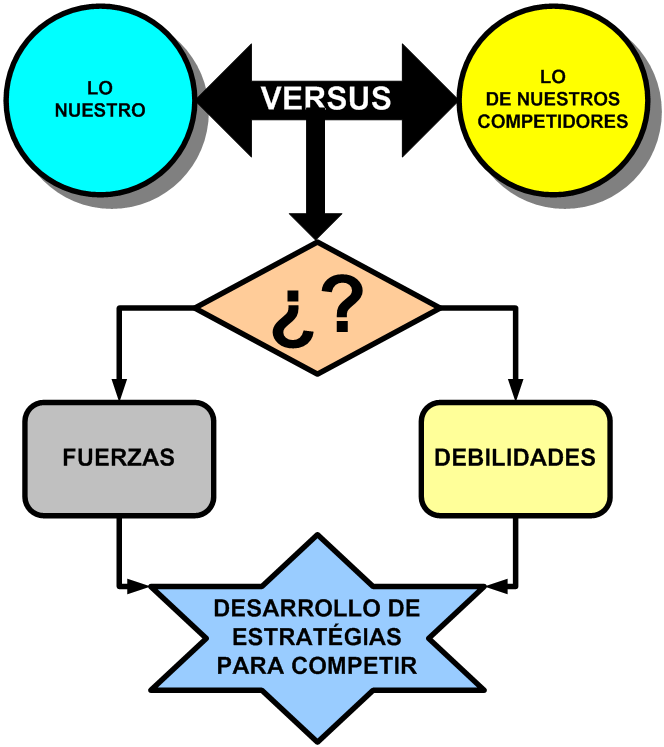 LO
NUESTRO
VERSUS
LO
DE NUESTROS
COMPETIDORES
¿?
FUERZAS
DEBILIDADES
DESARROLLO DE
ESTRATÉGIAS
PARA COMPETIR